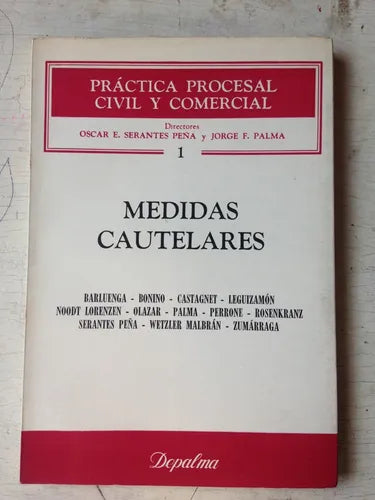 PRÁCTICA PROCESAL
CIVIL Y COMERCIAL
Directores
OSCAR E. SERANTES PEÑA y JORGE F. PALMA
1
MEDIDAS
CAUTELARES
BARLUENGA - BONINO - CASTAGNET - LEGUIZAMÓN
NOODT LORENZEN - OLAZAR - PALMA - PERRONE - ROSENKRANZ
SERANTES PEÑA - WETZLER MALBRÁN - ZUMÁRRAGA
Depalma